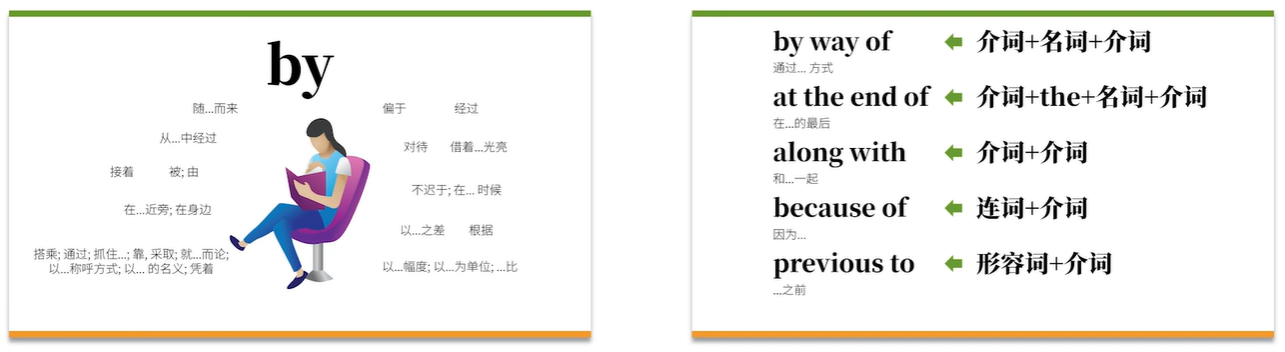 by
随...而来
偏于
经过
从...中经过
对待
借着...光亮
接着
被; 由
不迟于; 在... 时候
在...近旁; 在身边
以...之差
根据
搭乘; 通过; 抓住...; 靠, 采取; 就...而论;
以...称呼方式; 以... 的名义; 凭着
以...幅度; 以...为单位; ...比
by way of
介词+名词+介词
通过... 方式
at the end of
介词+the+名词+介词
在...的最后
along with
介词+介词
和...一起
because of
连词+介词
因为...
previous to
形容词+介词
...之前